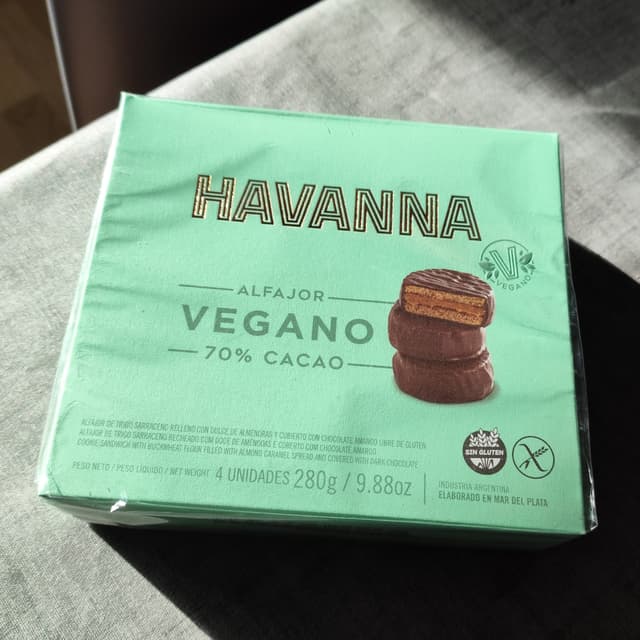 HAVANNA
VEGANO
ALFAJOR
VEGANO
70% CACAO
ALFAJOR DE TRIGO SARRACENO RELLENO CON DULCE DE ALMENDRAS Y CUBIERTO CON CHOCOLATE AMARGO LIBRE DE GLUTEN
ALFAJOR DE TRIGO SARRACENO RECHEADO COM DOCE DE AMÊNDOAS E COBERTO COM CHOCOLATE AMARGO
COOKIE SANDWICH WITH BUCKWHEAT FLOUR FILLED WITH ALMOND CARAMEL SPREAD AND COVERED WITH DARK CHOCOLATE
PESO NETO / PESO LÍQUIDO / NET WEIGHT 4 UNIDADES 280g / 9.88oz
SIN GLUTEN
INDUSTRIA ARGENTINA
ELABORADO EN MAR DEL PLATA